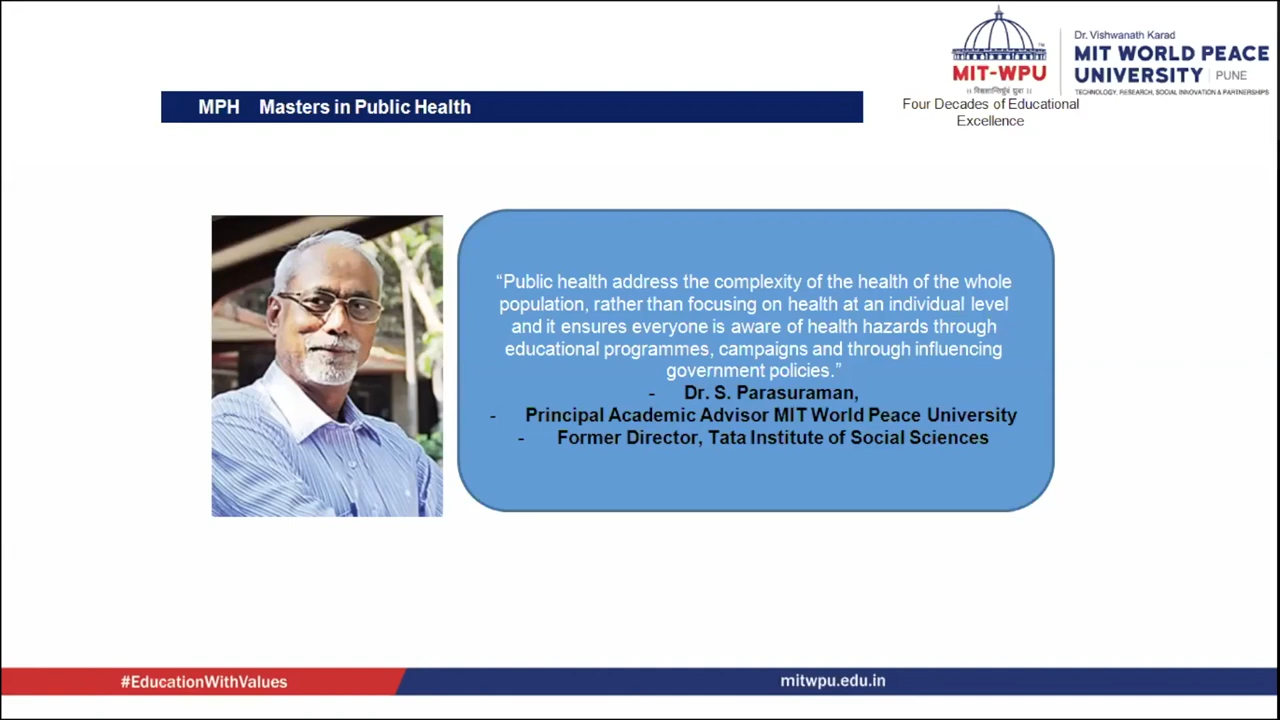 Dr. Vishwanath Karad
MIT WORLD PEACE
UNIVERSITY | PUNE
TECHNOLOGY, RESEARCH, SOCIAL INNOVATION & PARTNERSHIPS
MIT-WPU
TM
॥ विश्वशान्तिर्ध्रुवं ध्रुवा ॥
Four Decades of Educational
Excellence
MPH Masters in Public Health
“Public health address the complexity of the health of the whole
population, rather than focusing on health at an individual level
and it ensures everyone is aware of health hazards through
educational programmes, campaigns and through influencing
government policies.”
- Dr. S. Parasuraman,
- Principal Academic Advisor MIT World Peace University
- Former Director, Tata Institute of Social Sciences
#EducationWithValues
mitwpu.edu.in